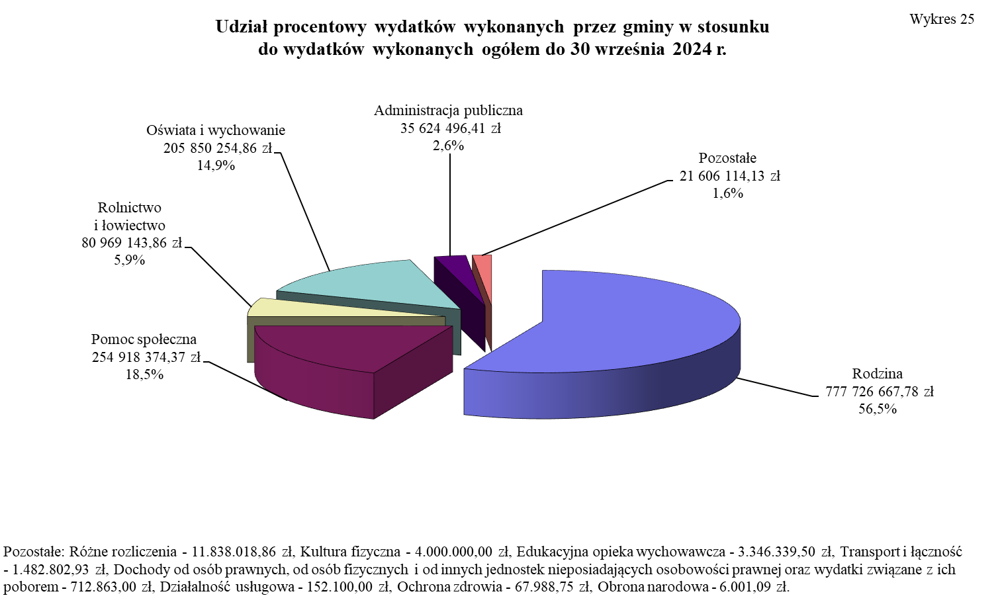 Wykres 25
Udział procentowy wydatków wykonanych przez gminy w stosunku
do wydatków wykonanych ogółem do 30 września 2024 r.
Administracja publiczna
35 624 496,41 zł
2,6%
Oświata i wychowanie
205 850 254,86 zł
14,9%
Pozostałe
21 606 114,13 zł
1,6%
Rolnictwo
i łowiectwo
80 969 143,86 zł
5,9%
Pomoc społeczna
254 918 374,37 zł
18,5%
Rodzina
777 726 667,78 zł
56,5%
Pozostałe: Różne rozliczenia - 11.838.018,86 zł, Kultura fizyczna - 4.000.000,00 zł, Edukacyjna opieka wychowawcza - 3.346.339,50 zł, Transport i łączność
- 1.482.802,93 zł, Dochody od osób prawnych, od osób fizycznych i od innych jednostek nieposiadających osobowości prawnej oraz wydatki związane z ich
poborem - 712.863,00 zł, Działalność usługowa - 152.100,00 zł, Ochrona zdrowia - 67.988,75 zł, Obrona narodowa - 6.001,09 zł.